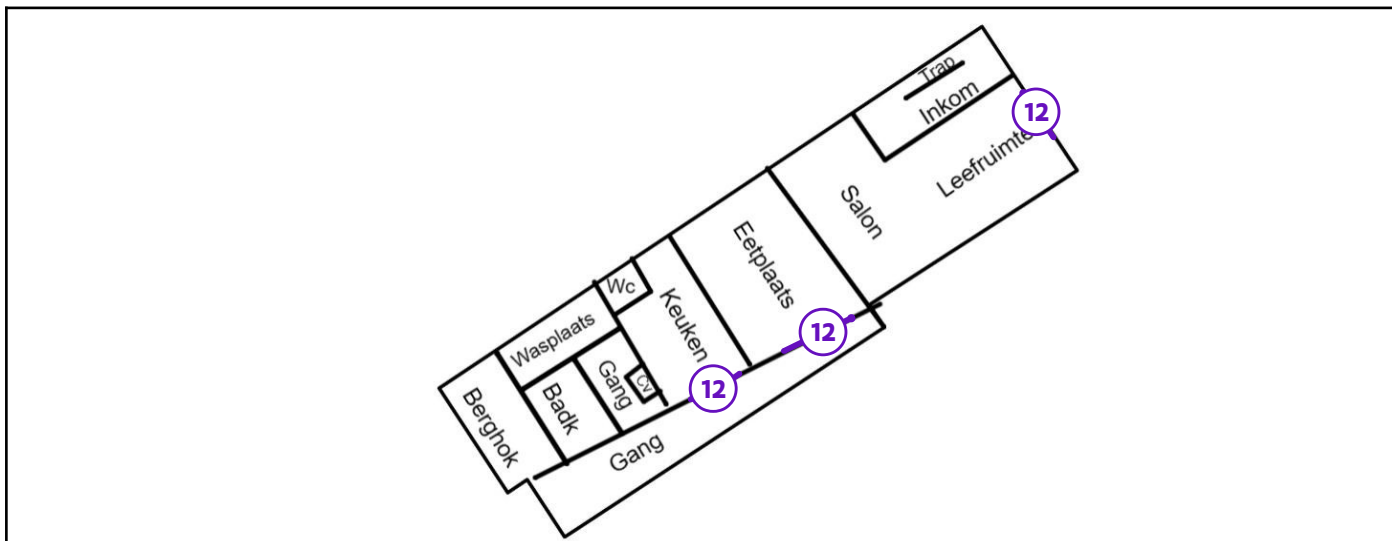 Trap
Inkom
12
Leefruimte
Salon
Eetplaats
12
Wc
Keuken
12
Wasplaats
Gang
Cv
Badk
Berghok
Gang